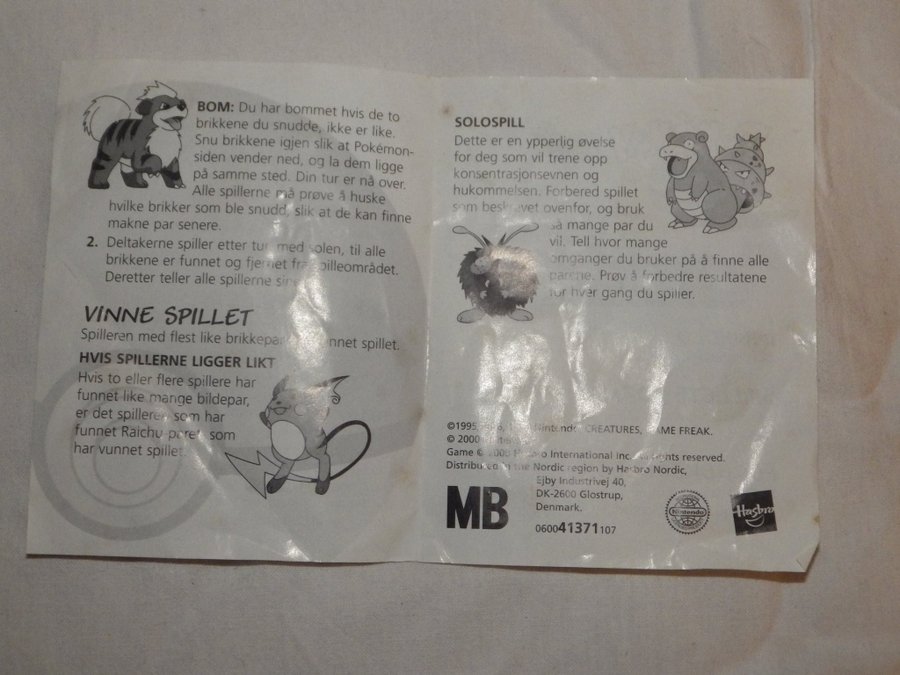 BOM: Du har bommet hvis de to
brikkene du snudde, ikke er like.
Snu brikkene igjen slik at Pokémon-
siden vender ned, og la dem ligge
på samme sted. Din tur er nå over.
Alle spillerne må prøve å huske
hvilke brikker som ble snudd, slik at de kan finne
makne par senere.
2. Deltakerne spiller etter tur, med solen, til alle
brikkene er funnet og fjernet fra spilleområdet.
Deretter teller alle spillerne
VINNE SPILLET
Spilleren med flest like brikkepar vunnet spillet.
HVIS SPILLERNE LIGGER LIKT
Hvis to eller flere spillere har
funnet like mange bildepar,
er det spilleren som har
funnet Raichu-paret, som
har vunnet spillet.
SOLOSPILL
Dette er en ypperlig øvelse
for deg som vil trene opp
konsentrasjonsevnen og
hukommelsen. Forbered spillet
som beskrevet ovenfor, og bruk
så mange par du
vil. Tell hvor mange
omganger du bruker på å finne alle
parene. Prøv å forbedre resultatene
for hver gang du spiller.
©1995, Nintendo, CREATURES, GAME FREAK.
© 2000
Game © 2000 Hasbro International Inc. All rights reserved.
Distributed in the Nordic region by Hasbro Nordic,
Ejby Industrivej 40,
DK-2600 Glostrup,
Denmark.
MB
060041371107
Nintendo
Hasbro